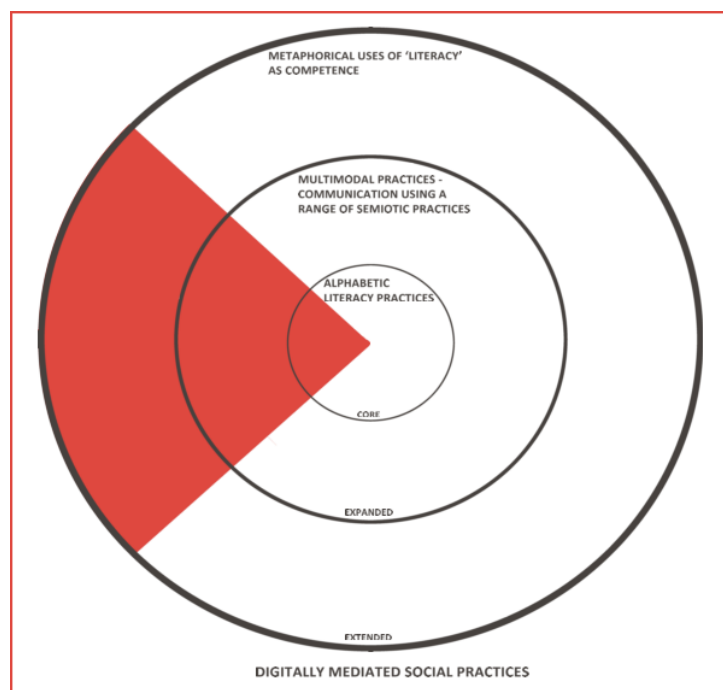 METAPHORICAL USES OF ‘LITERACY’
AS COMPETENCE
MULTIMODAL PRACTICES -
COMMUNICATION USING A
RANGE OF SEMIOTIC PRACTICES
ALPHABETIC
LITERACY PRACTICES
CORE
EXPANDED
EXTENDED
DIGITALLY MEDIATED SOCIAL PRACTICES